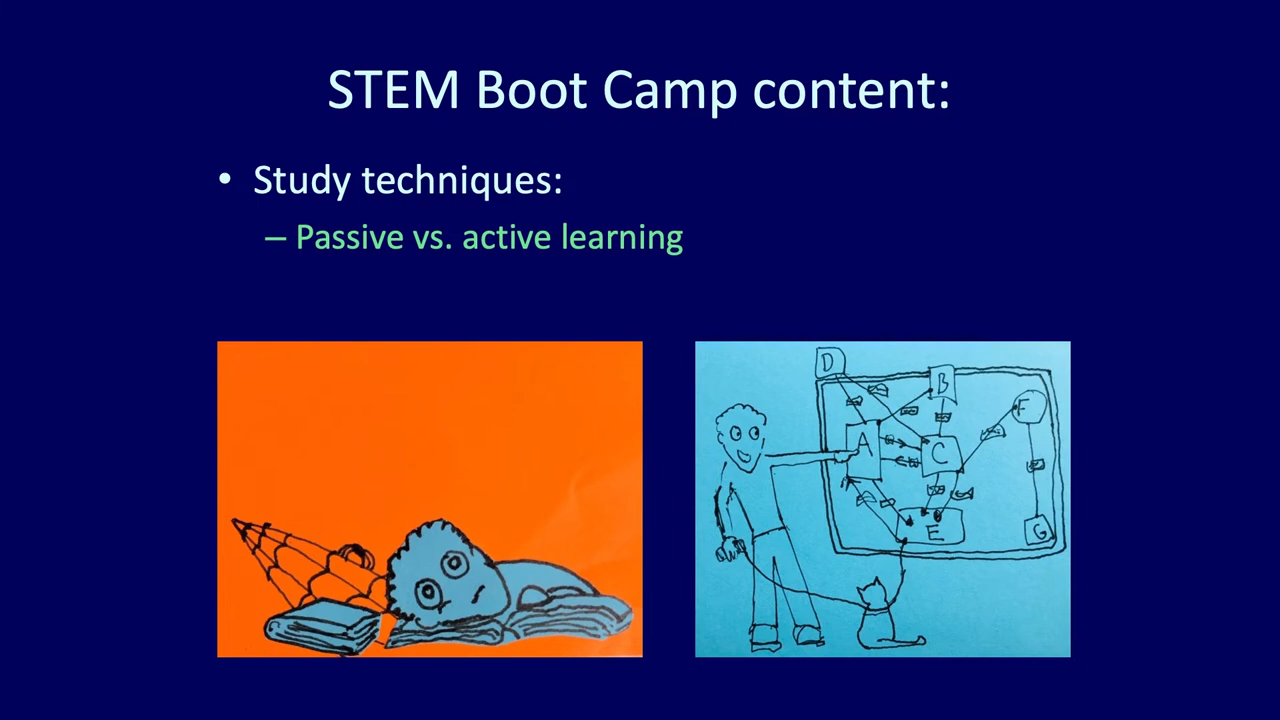 STEM Boot Camp content:
• Study techniques:
– Passive vs. active learning
D
B
F
A
C
E
G